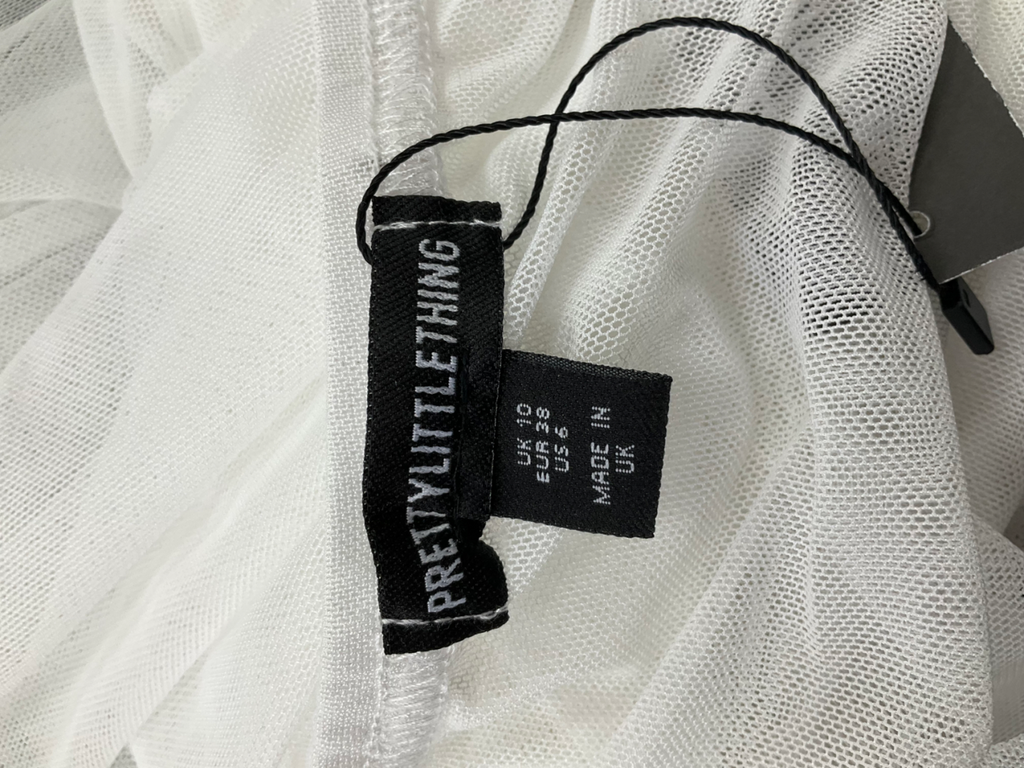 PRETTYLITTLETHING
UK 10
EUR 38
US 6
MADE IN
UK